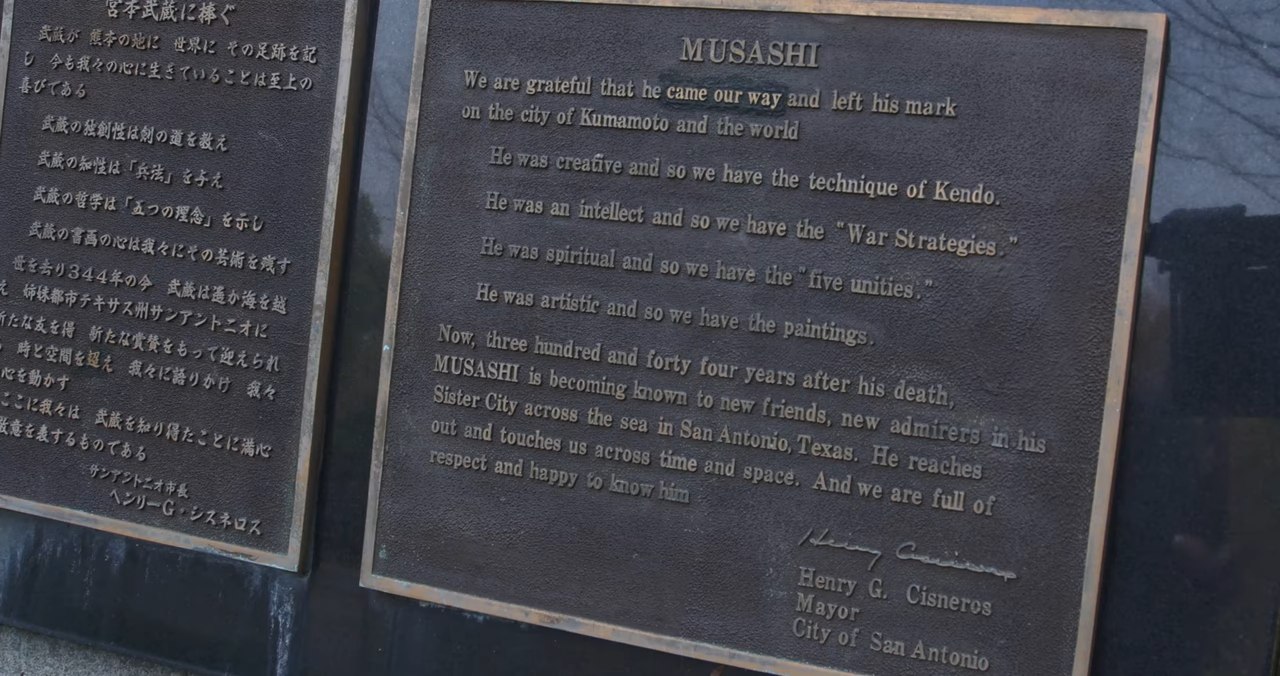 宮本武蔵に捧ぐ
武蔵が 熊本の地に 世界に その足跡を記
し 今も我々の心に生きていることは至上の
喜びである
武蔵の独創性は剣の道を教え
武蔵の知性は「兵法」を与え
武蔵の哲学は「五つの理念」を示し
武蔵の書画の心は我々にその芸術を残す
世を去り344年の今 武蔵は遥か海を越
え 姉妹都市テキサス州サンアントニオに
新たな友を得 新たな賞賛をもって迎えられ
時と空間を超え 我々に語りかけ 我々
心を動かす
ここに我々は 武蔵を知り得たことに満心
敬意を表するものである
サンアントニオ市長
ヘンリーG・シスネロス
MUSASHI
We are grateful that he came our way and left his mark
on the city of Kumamoto and the world
He was creative and so we have the technique of Kendo.
He was an intellect and so we have the "War Strategies."
He was spiritual and so we have the "five unities."
He was artistic and so we have the paintings.
Now, three hundred and forty four years after his death,
MUSASHI is becoming known to new friends, new admirers in his
Sister City across the sea in San Antonio, Texas. He reaches
out and touches us across time and space. And we are full of
respect and happy to know him
Henry Cisneros
Henry G. Cisneros
Mayor
City of San Antonio